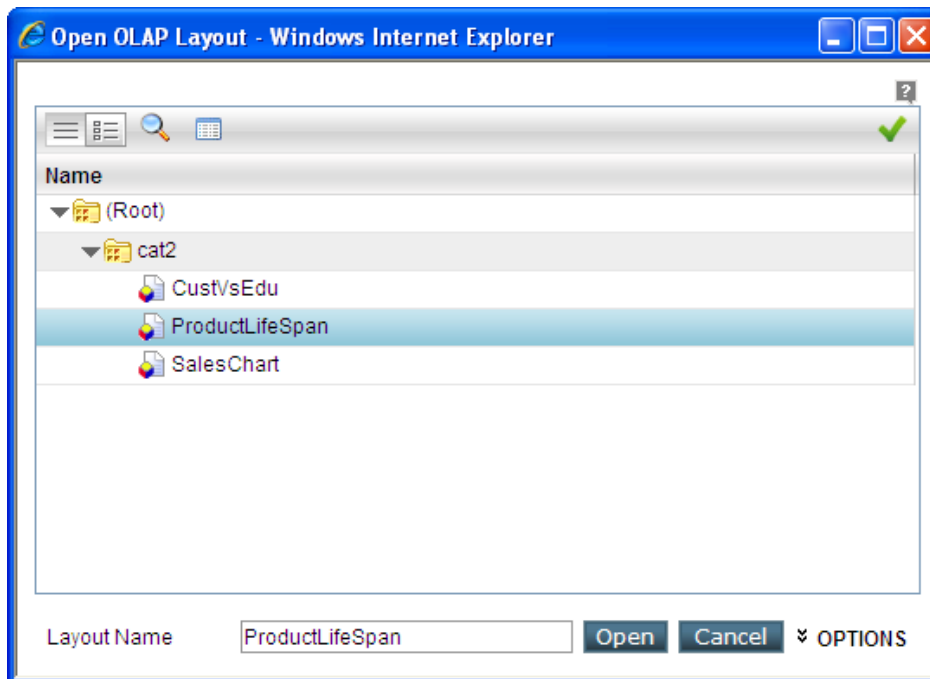 Open OLAP Layout - Windows Internet Explorer
?
Name
(Root)
cat2
CustVsEdu
ProductLifeSpan
SalesChart
Layout Name ProductLifeSpan Open Cancel OPTIONS